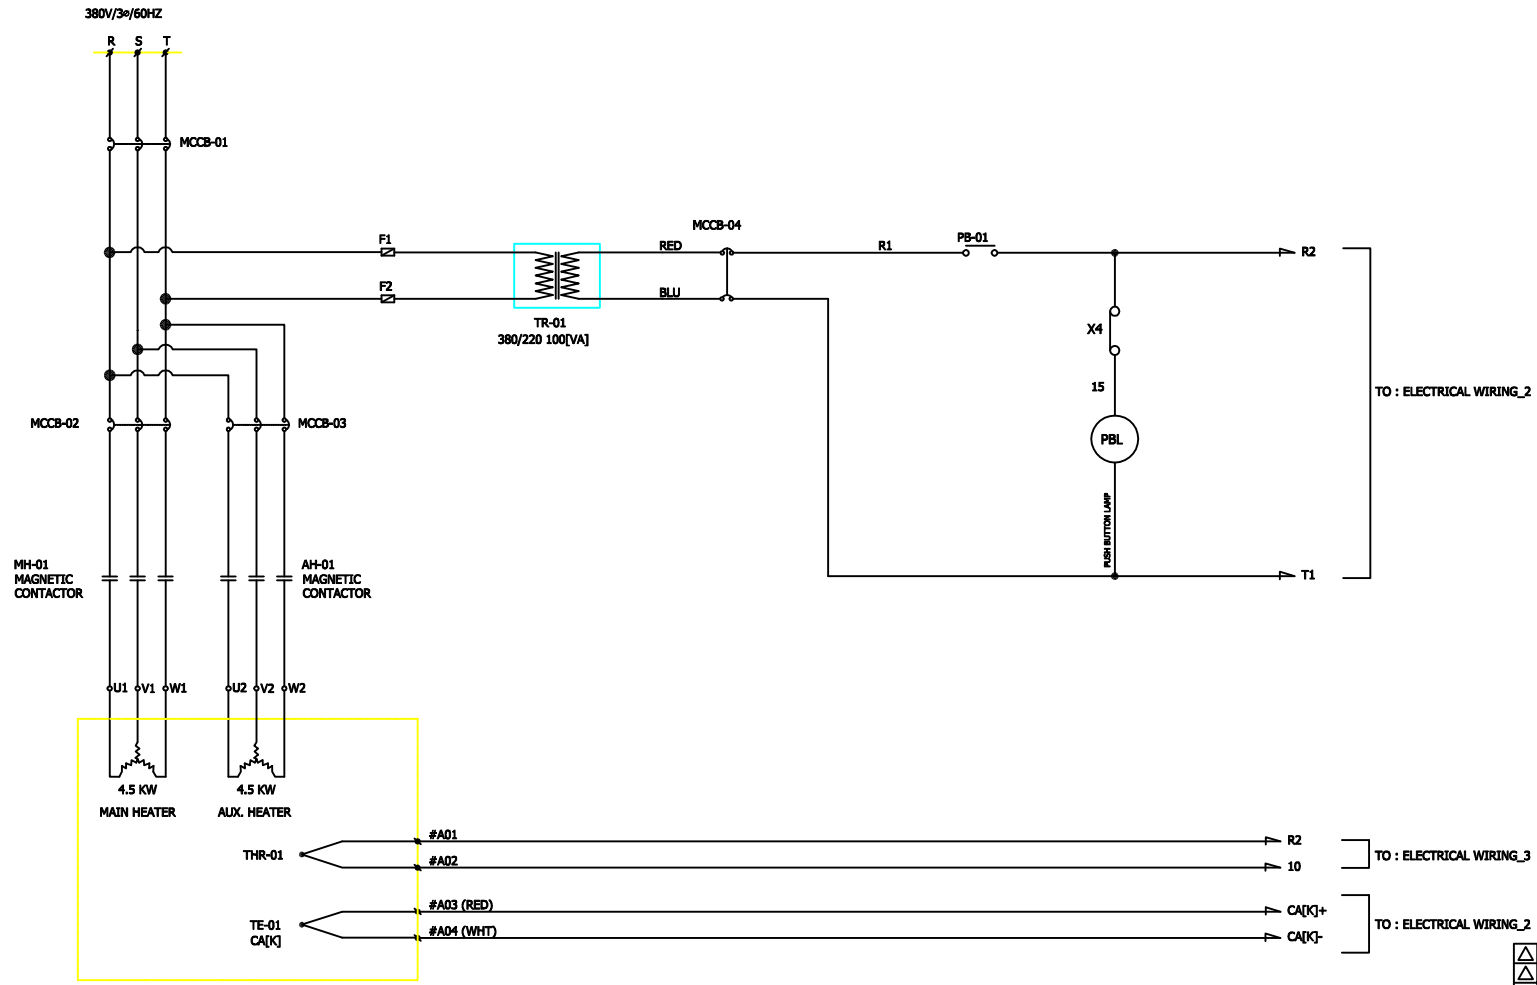 380V/3⌀/60HZ
R S T
MCCB-01
F1
F2
TR-01
380/220 100[VA]
RED
BLU
MCCB-04
R1
PB-01
R2
X4
15
PBL
PUSH BUTTON LAMP
T1
TO : ELECTRICAL WIRING_2
MCCB-02
MCCB-03
MH-01
MAGNETIC
CONTACTOR
AH-01
MAGNETIC
CONTACTOR
U1 V1 W1 U2 V2 W2
4.5 KW
MAIN HEATER
4.5 KW
AUX. HEATER
THR-01
#A01
R2
#A02
10
TO : ELECTRICAL WIRING_3
TE-01
CA[K]
#A03 (RED)
CA[K]+
#A04 (WHT)
CA[K]-
TO : ELECTRICAL WIRING_2